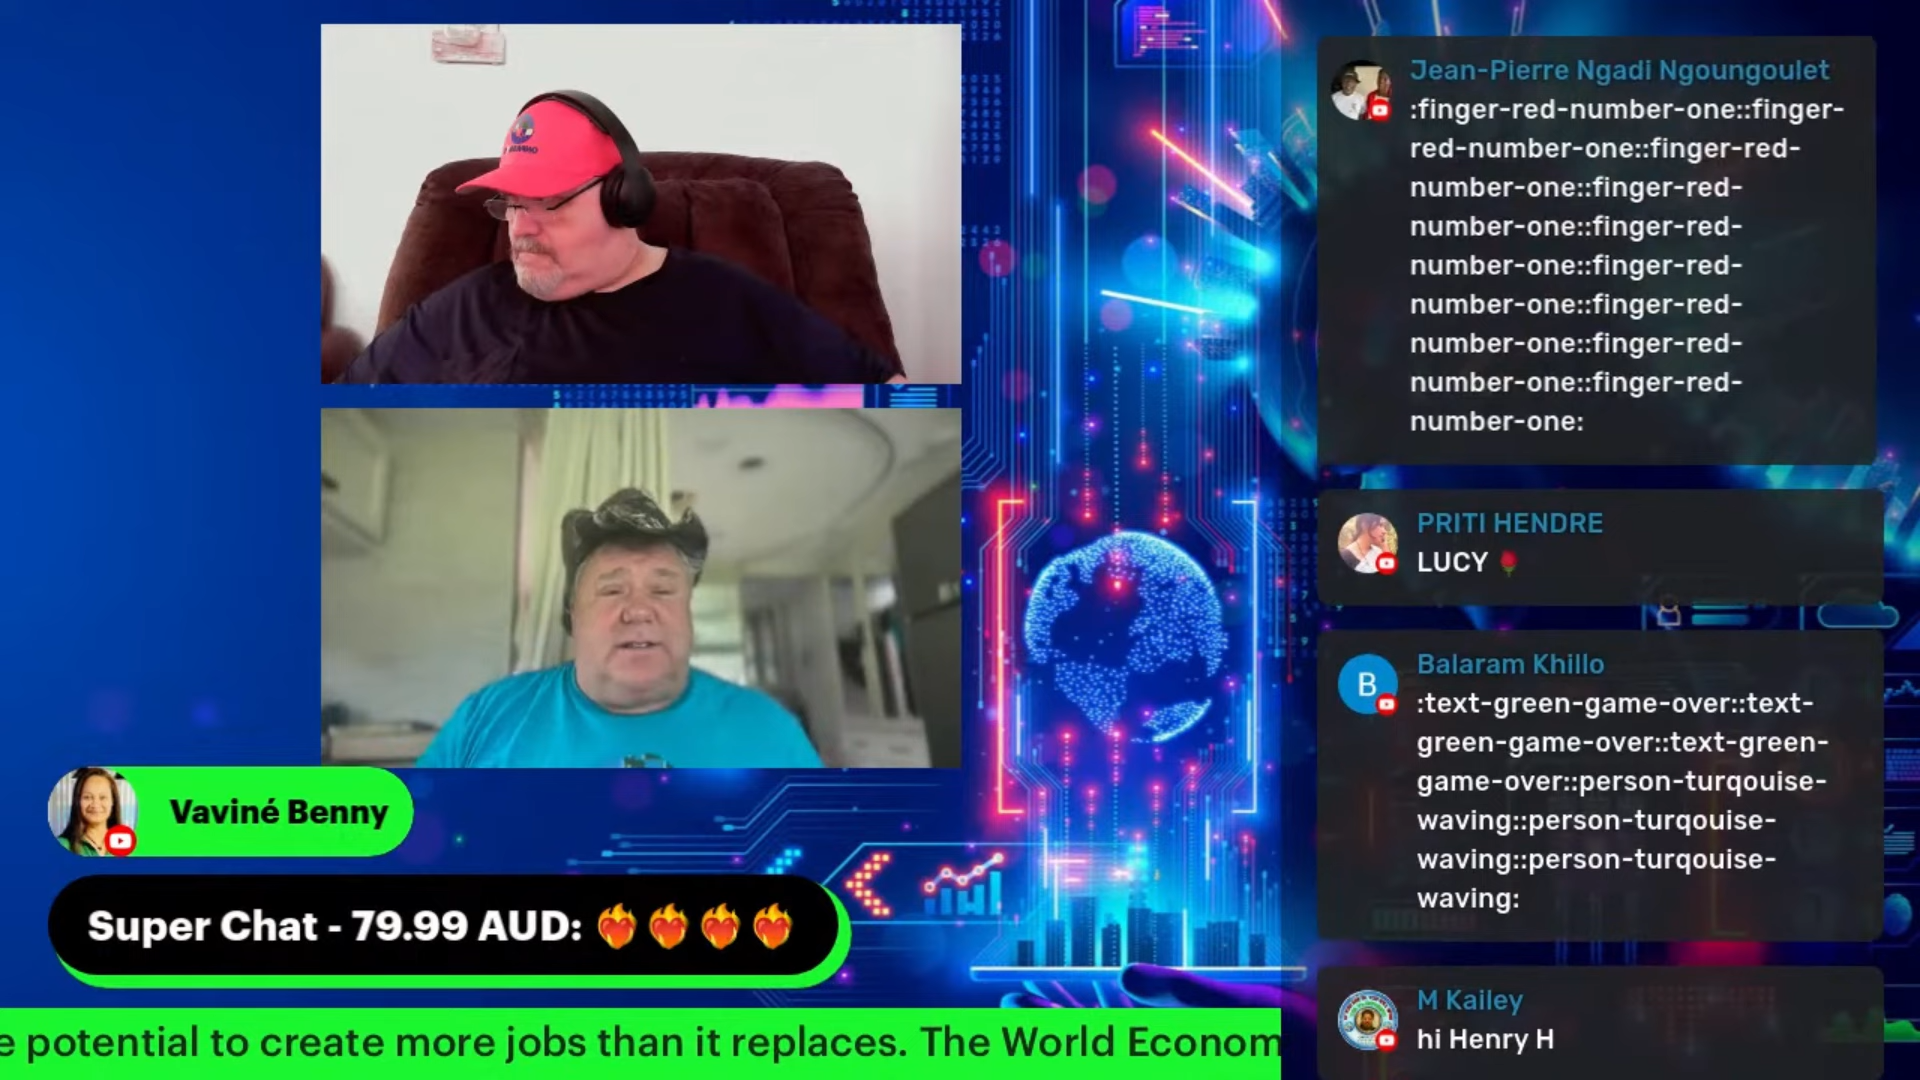 Jean-Pierre Ngadi Ngoungoulet
:finger-red-number-one::finger-
red-number-one::finger-red-
number-one::finger-red-
number-one::finger-red-
number-one::finger-red-
number-one::finger-red-
number-one::finger-red-
number-one::finger-red-
number-one:
PRITI HENDRE
LUCY 🌹
B
Balaram Khillo
:text-green-game-over::text-
green-game-over::text-green-
game-over::person-turqouise-
waving::person-turqouise-
waving::person-turqouise-
waving:
M Kailey
hi Henry H
Vaviné Benny
Super Chat - 79.99 AUD: ❤️‍🔥❤️‍🔥❤️‍🔥❤️‍🔥
e potential to create more jobs than it replaces. The World Econom